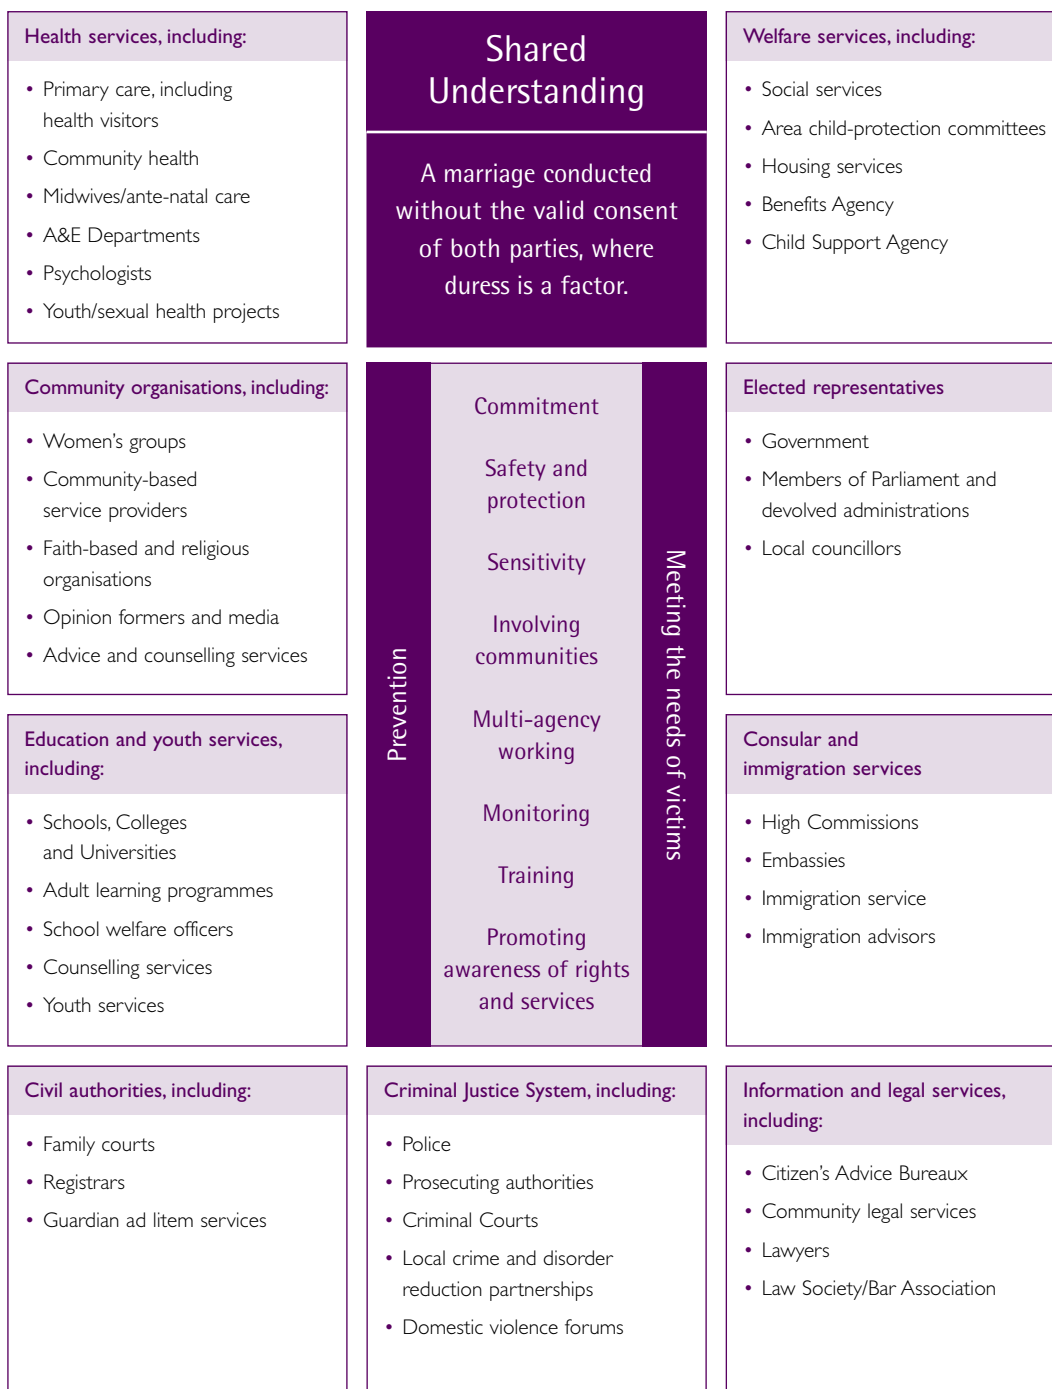 Health services, including:
• Primary care, including
health visitors
• Community health
• Midwives/ante-natal care
• A&E Departments
• Psychologists
• Youth/sexual health projects
Shared
Understanding
A marriage conducted
without the valid consent
of both parties, where
duress is a factor.
Welfare services, including:
• Social services
• Area child-protection committees
• Housing services
• Benefits Agency
• Child Support Agency
Community organisations, including:
• Women's groups
• Community-based
service providers
• Faith-based and religious
organisations
• Opinion formers and media
• Advice and counselling services
Prevention
Commitment
Safety and
protection
Sensitivity
Involving
communities
Multi-agency
working
Monitoring
Training
Promoting
awareness of rights
and services
Meeting the needs of victims
Elected representatives
• Government
• Members of Parliament and
devolved administrations
• Local councillors
Education and youth services,
including:
• Schools, Colleges
and Universities
• Adult learning programmes
• School welfare officers
• Counselling services
• Youth services
Consular and
immigration services
• High Commissions
• Embassies
• Immigration service
• Immigration advisors
Civil authorities, including:
• Family courts
• Registrars
• Guardian ad litem services
Criminal Justice System, including:
• Police
• Prosecuting authorities
• Criminal Courts
• Local crime and disorder
reduction partnerships
• Domestic violence forums
Information and legal services,
including:
• Citizen's Advice Bureaux
• Community legal services
• Lawyers
• Law Society/Bar Association